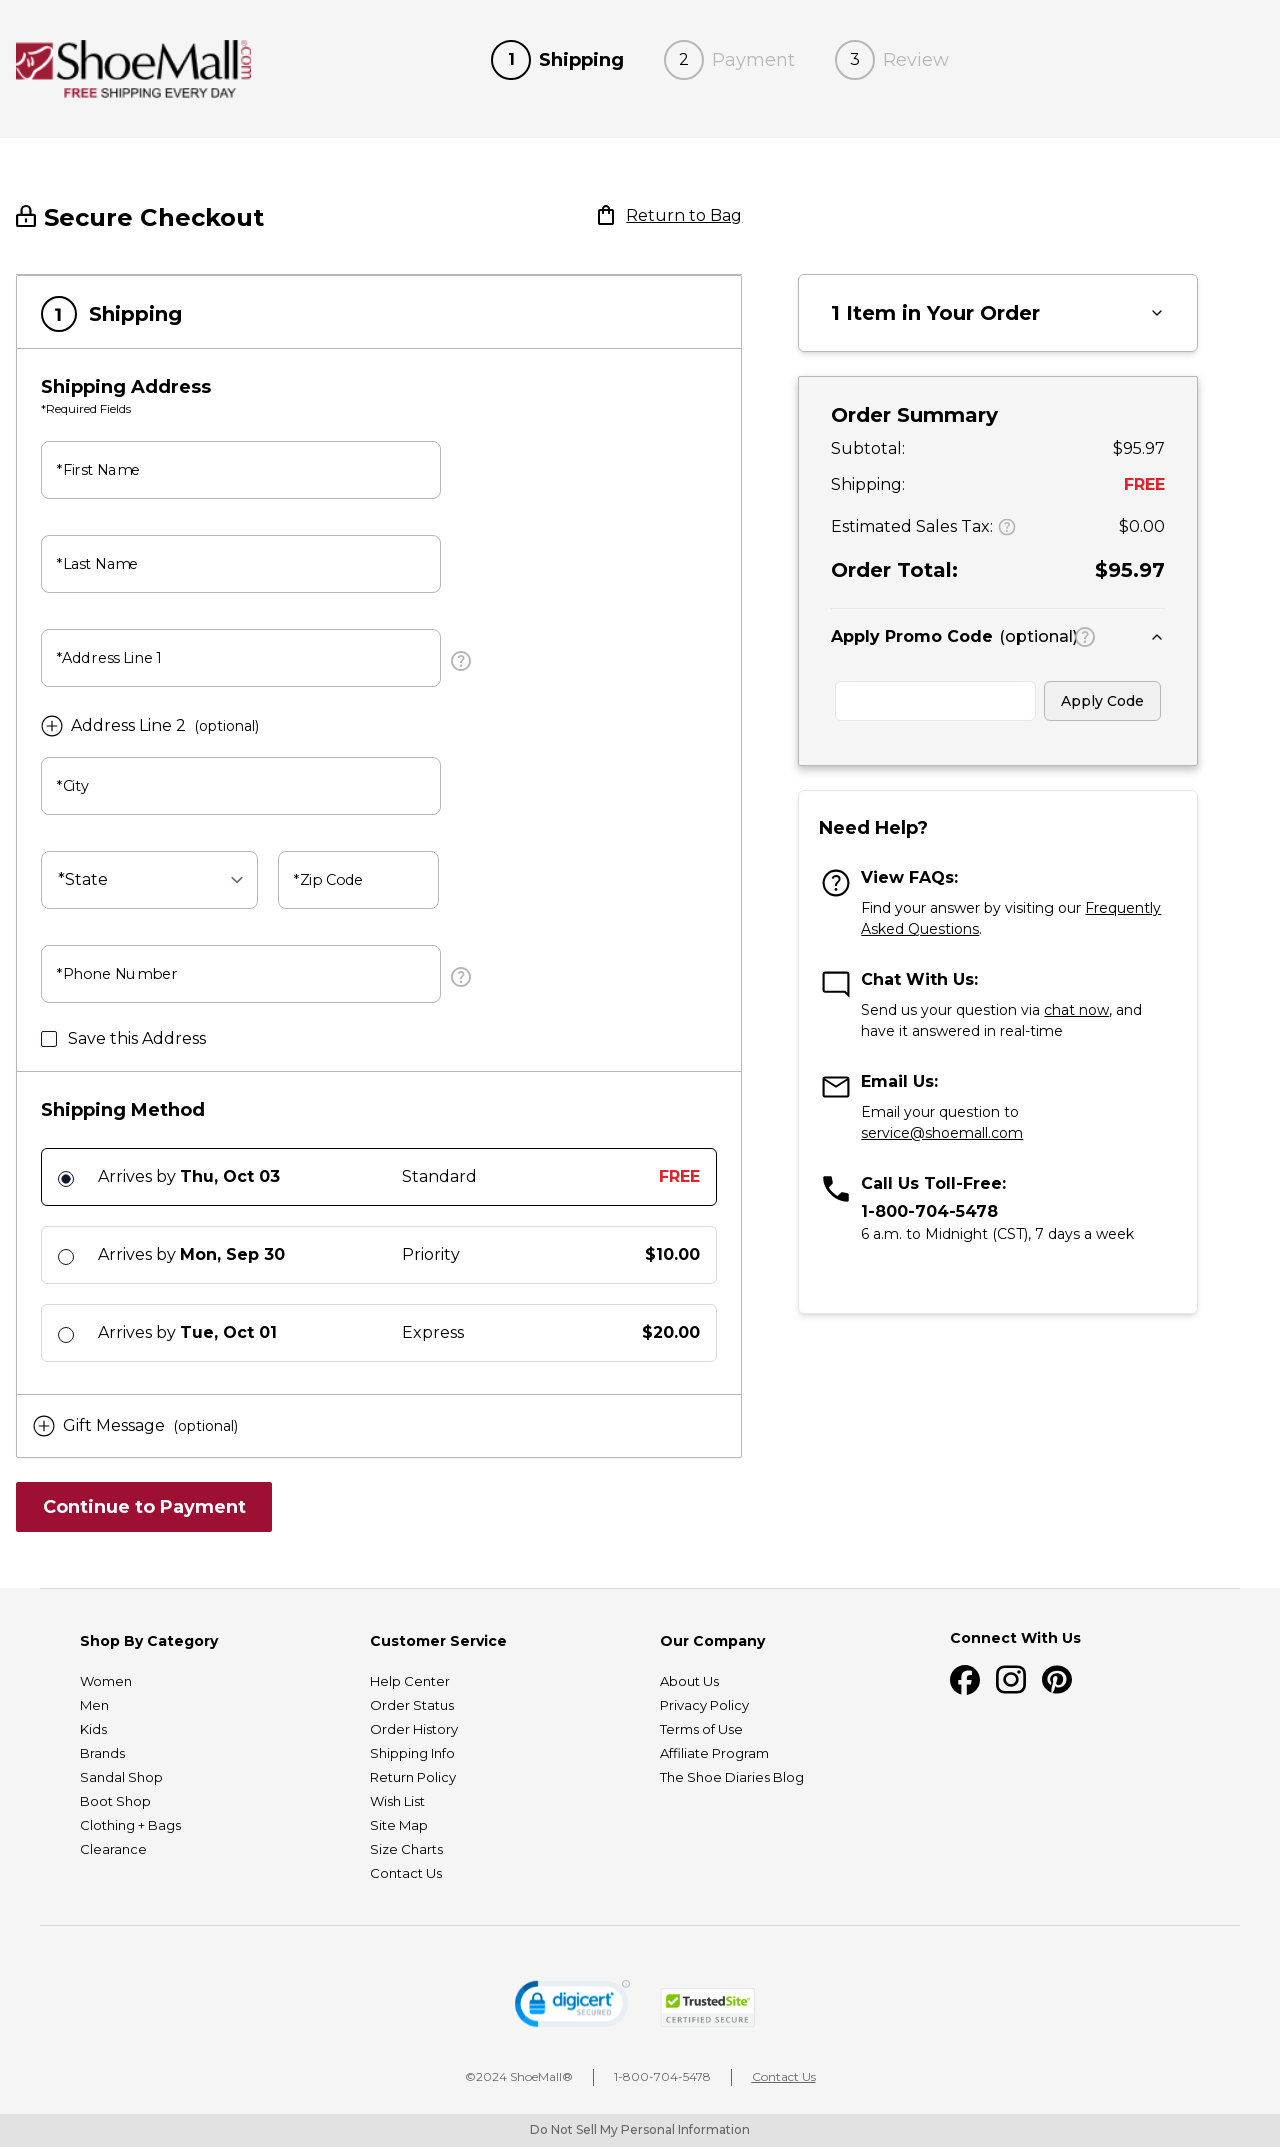 ShoeMall.com
FREE SHIPPING EVERY DAY
1 Shipping
2 Payment
3 Review
Secure Checkout
Return to Bag
1 Shipping
Shipping Address
*Required Fields
*First Name
*Last Name
*Address Line 1
?
Address Line 2 (optional)
*City
*State
*Zip Code
*Phone Number
?
Save this Address
Shipping Method
Arrives by Thu, Oct 03 Standard FREE
Arrives by Mon, Sep 30 Priority $10.00
Arrives by Tue, Oct 01 Express $20.00
Gift Message (optional)
Continue to Payment
1 Item in Your Order
Order Summary
Subtotal: $95.97
Shipping: FREE
Estimated Sales Tax: ? $0.00
Order Total: $95.97
Apply Promo Code (optional) ?
Apply Code
Need Help?
?
View FAQs:
Find your answer by visiting our Frequently
Asked Questions.
Chat With Us:
Send us your question via chat now, and
have it answered in real-time
Email Us:
Email your question to
service@shoemall.com
Call Us Toll-Free:
1-800-704-5478
6 a.m. to Midnight (CST), 7 days a week
Shop By Category
Women
Men
Kids
Brands
Sandal Shop
Boot Shop
Clothing + Bags
Clearance
Customer Service
Help Center
Order Status
Order History
Shipping Info
Return Policy
Wish List
Site Map
Size Charts
Contact Us
Our Company
About Us
Privacy Policy
Terms of Use
Affiliate Program
The Shoe Diaries Blog
Connect With Us
digicert
SECURED
TrustedSite
CERTIFIED SECURE
©2024 ShoeMall®
1-800-704-5478
Contact Us
Do Not Sell My Personal Information